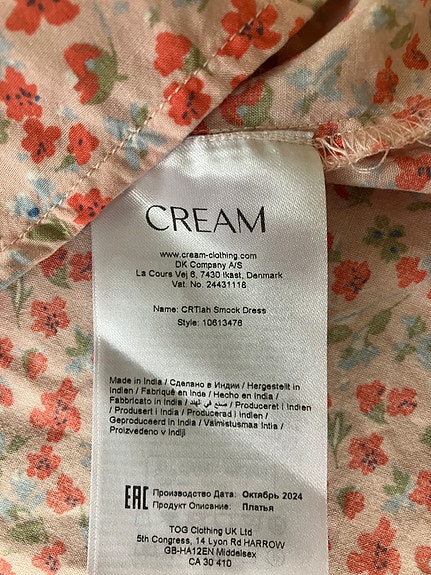 CREAM
www.cream-clothing.com
DK Company A/S
La Cours Vej 6, 7430 Ikast, Denmark
Vat. No. 24431118
Name: CRTiah Smock Dress
Style: 10613476
Made in India / Сделано в Индии / Hergestellt in
Indien / Fabriqué en Inde / Hecho en India /
Fabbricato in India / صنع في الهند / Produceret i Indien
/ Produsert i India / Producerad i Indien /
Geproduceerd in India / Valmistusmaa Intia /
Proizvedeno v Indiji
EAC Производство Дата: Октябрь 2024
Продукт Описание: Платья
TOG Clothing UK Ltd
5th Congress, 14 Lyon Rd HARROW
GB-HA12EN Middelsex
CA 30 410